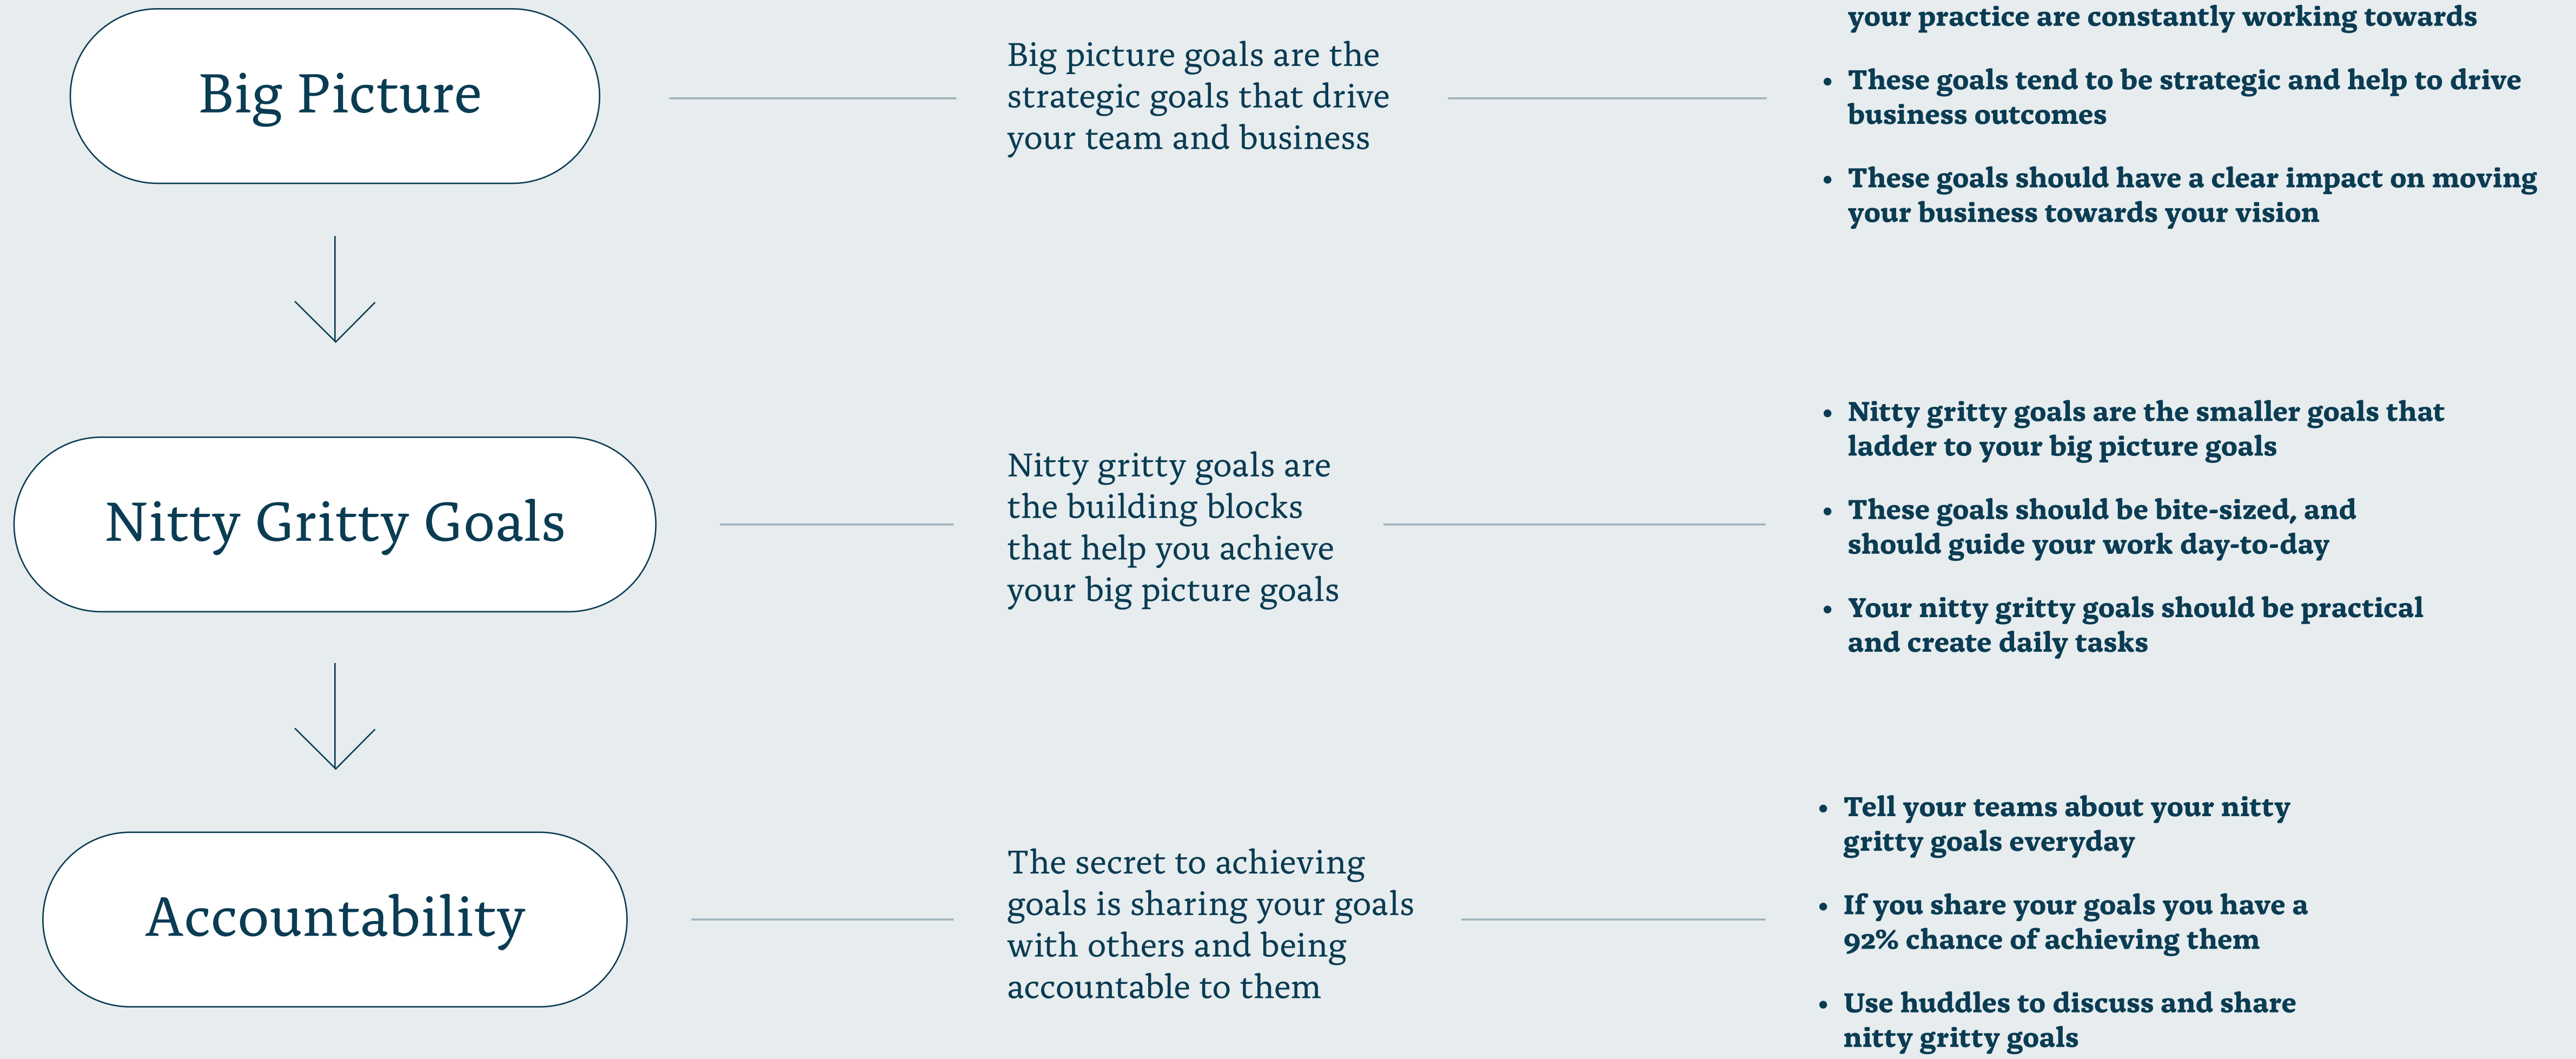 Big Picture
Big picture goals are the
strategic goals that drive
your team and business
your practice are constantly working towards
• These goals tend to be strategic and help to drive
business outcomes
• These goals should have a clear impact on moving
your business towards your vision
Nitty Gritty Goals
Nitty gritty goals are
the building blocks
that help you achieve
your big picture goals
• Nitty gritty goals are the smaller goals that
ladder to your big picture goals
• These goals should be bite-sized, and
should guide your work day-to-day
• Your nitty gritty goals should be practical
and create daily tasks
Accountability
The secret to achieving
goals is sharing your goals
with others and being
accountable to them
• Tell your teams about your nitty
gritty goals everyday
• If you share your goals you have a
92% chance of achieving them
• Use huddles to discuss and share
nitty gritty goals